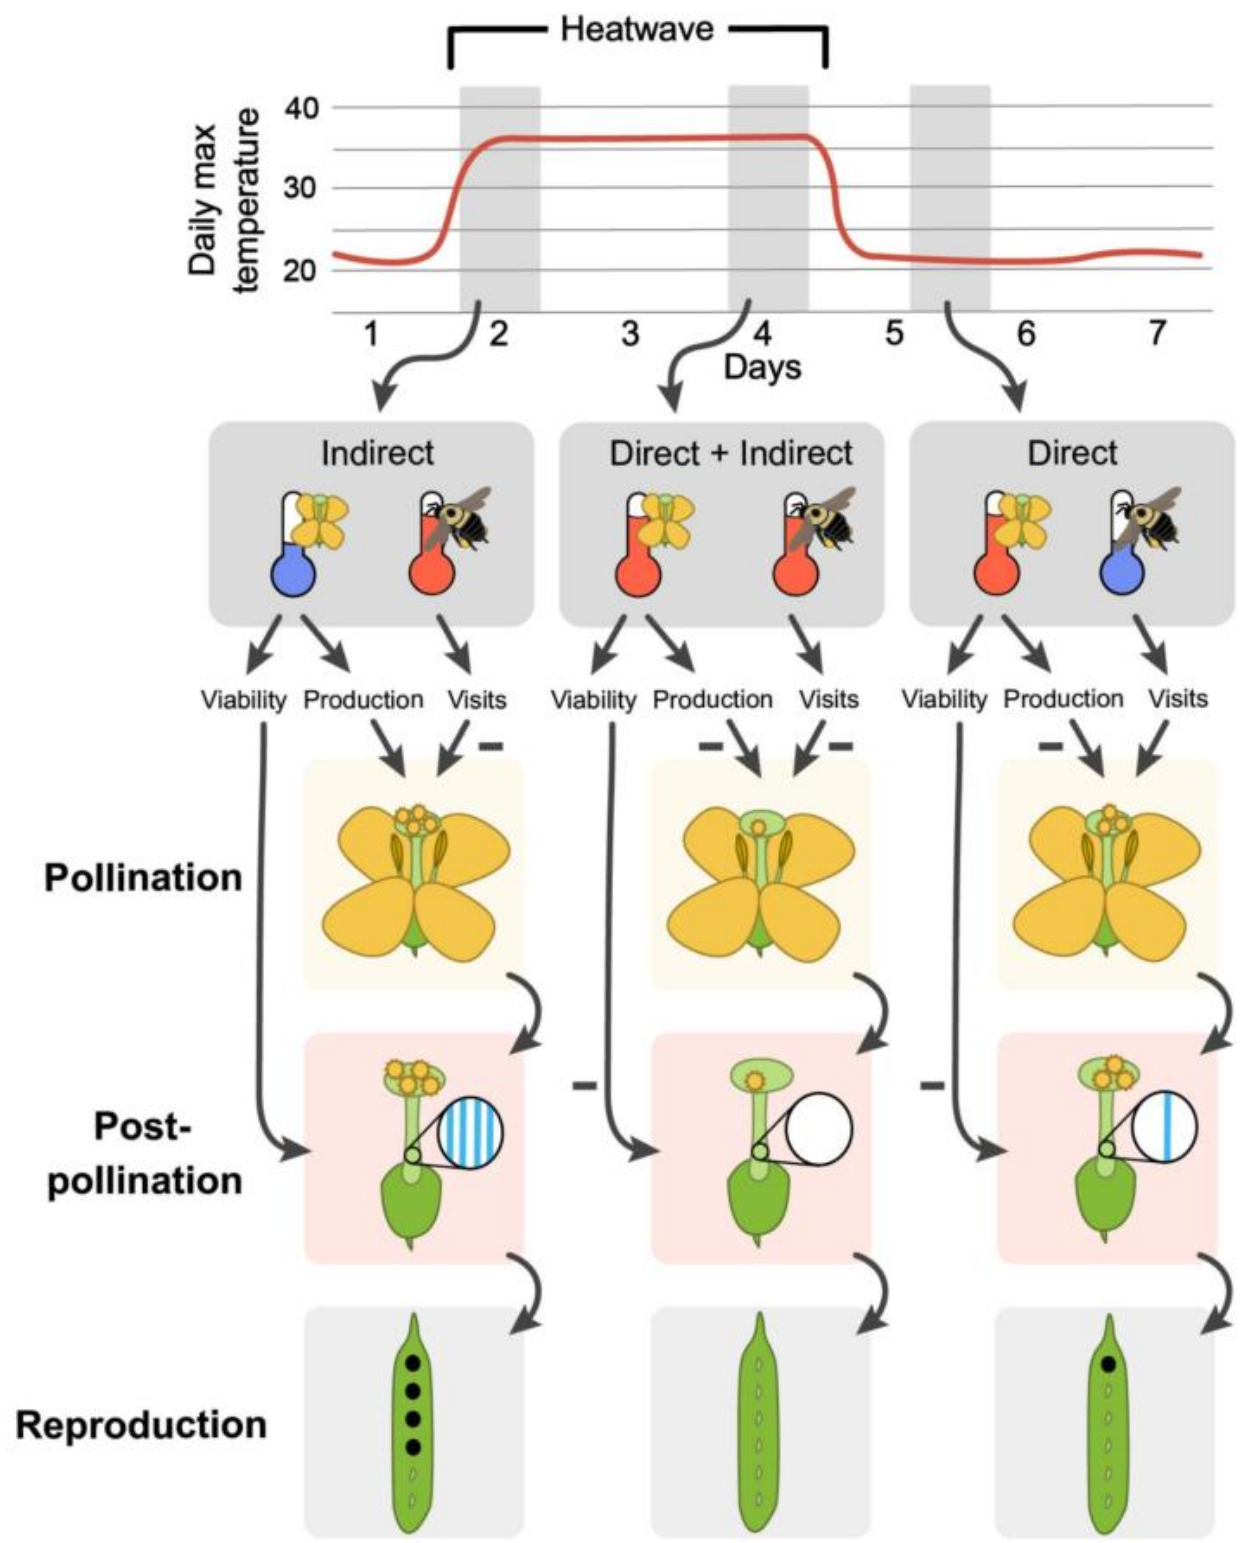 Heatwave
Daily max
temperature
40
30
20
1 2 3 4 5 6 7
Days
Indirect
Direct + Indirect
Direct
Viability Production Visits
Viability Production Visits
Viability Production Visits
Pollination
Post-
pollination
Reproduction